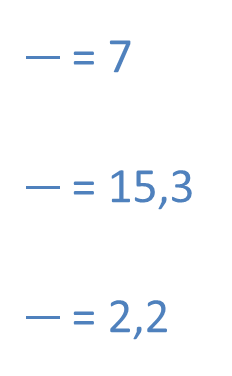 — = 7
— = 15,3
— = 2,2